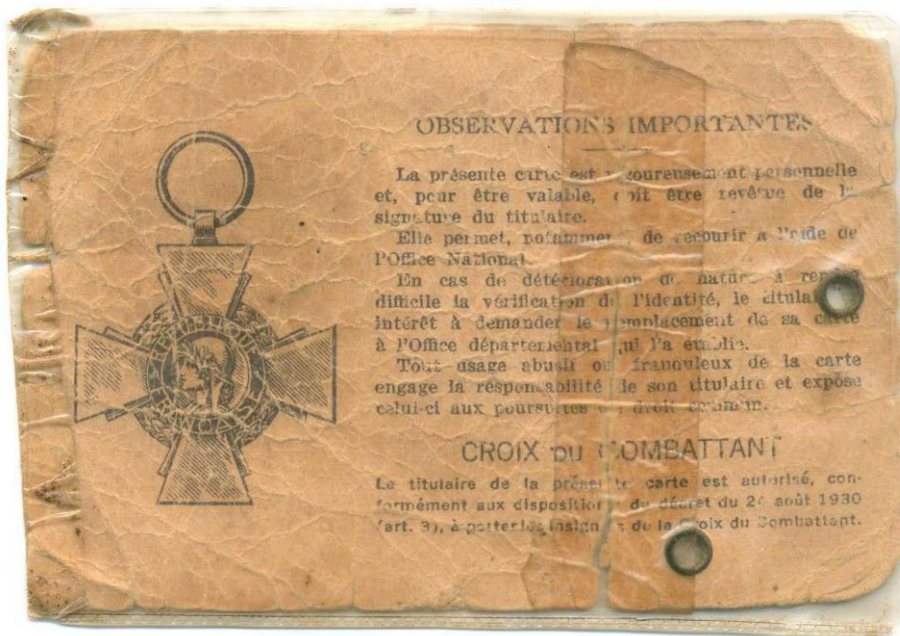 OBSERVATIONS IMPORTANTES
La présente carte est rigoureusement personnelle
et, pour être valable, doit être revêtue de la
signature du titulaire.
Elle permet, notamment de recourir à l'aide de
l'Office National.
En cas de détérioration de nature à rendre
difficile la vérification de l'identité, le titulaire
intérêt à demander le remplacement de sa carte
à l'Office départemental qui l'a établie.
Tout usage abusif ou frauduleux de la carte
engage la responsabilité de son titulaire et expose
celui-ci aux poursuites de droit commun.
CROIX DU COMBATTANT
Le titulaire de la présente carte est autorisé, con-
formément aux dispositions du décret du août 1930
(art. 3), à porter les insignes de la Croix du Combattant.
REPUBLIQUE
FRANCAISE